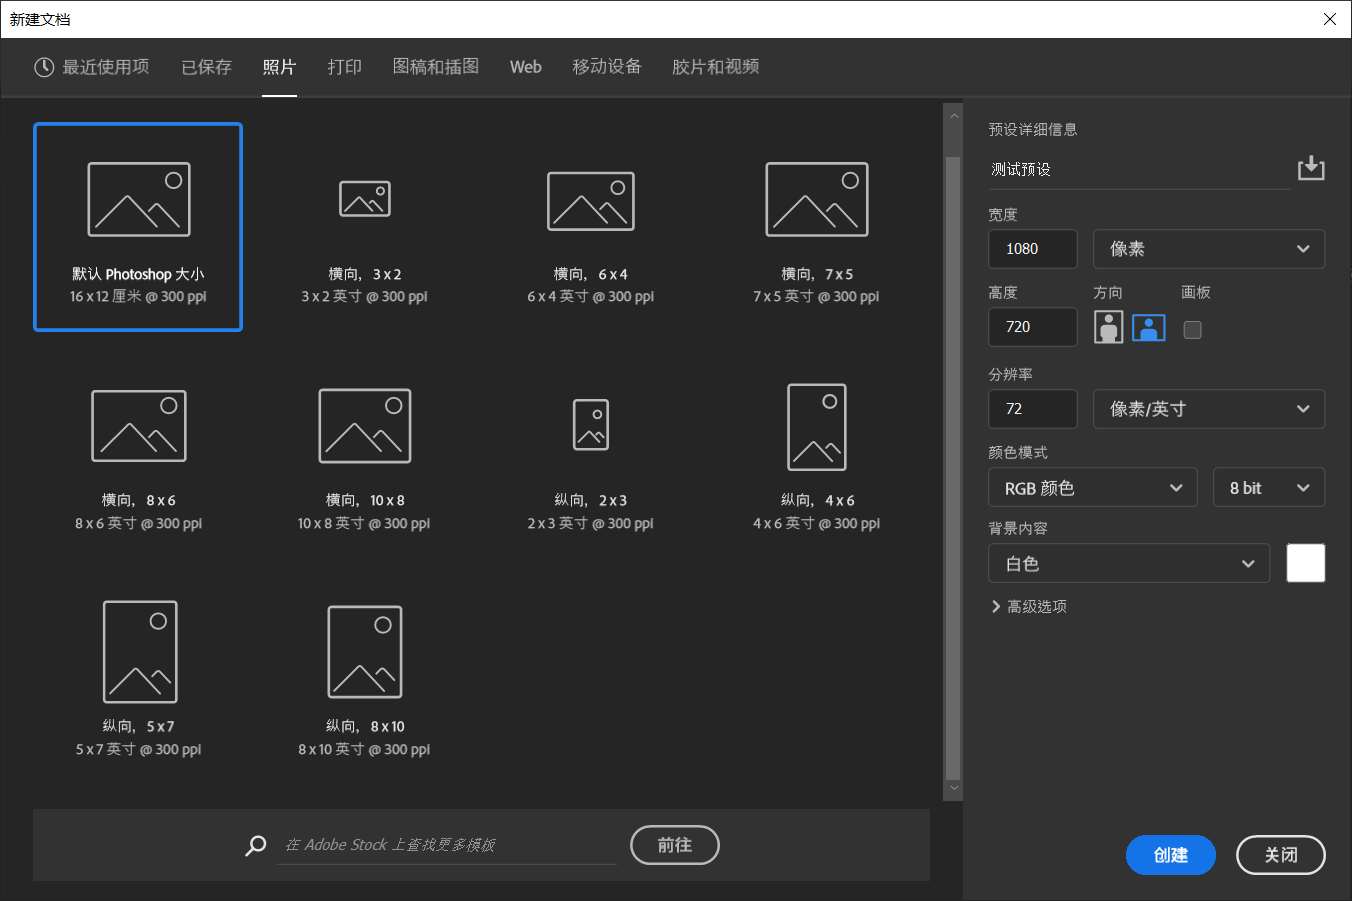 新建文档
最近使用项 已保存 照片 打印 图稿和插图 Web 移动设备 胶片和视频
默认 Photoshop 大小
16 x 12 厘米 @ 300 ppi
横向, 3 x 2
3 x 2 英寸 @ 300 ppi
横向, 6 x 4
6 x 4 英寸 @ 300 ppi
横向, 7 x 5
7 x 5 英寸 @ 300 ppi
横向, 8 x 6
8 x 6 英寸 @ 300 ppi
横向, 10 x 8
10 x 8 英寸 @ 300 ppi
纵向, 2 x 3
2 x 3 英寸 @ 300 ppi
纵向, 4 x 6
4 x 6 英寸 @ 300 ppi
纵向, 5 x 7
5 x 7 英寸 @ 300 ppi
纵向, 8 x 10
8 x 10 英寸 @ 300 ppi
在 Adobe Stock 上查找更多模板
前往
预设详细信息
测试预设
宽度
1080 像素
高度 方向 画板
720
分辨率
72 像素/英寸
颜色模式
RGB 颜色 8 bit
背景内容
白色
高级选项
创建 关闭